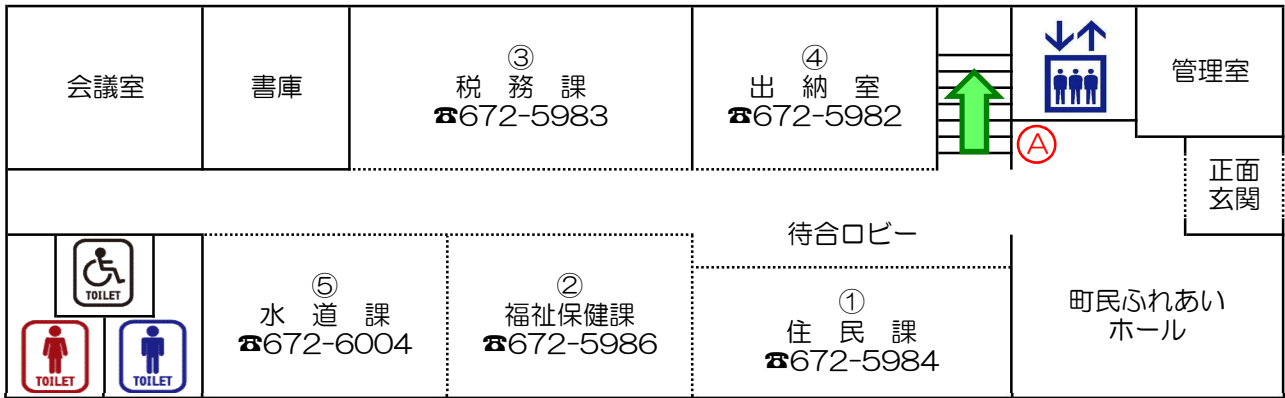 会議室
書庫
③
税　務　課
☎672-5983
④
出　納　室
☎672-5982
Ⓐ
管理室
正面
玄関
待合ロビー
TOILET
TOILET
TOILET
⑤
水　道　課
☎672-6004
②
福祉保健課
☎672-5986
①
住　民　課
☎672-5984
町民ふれあい
ホール